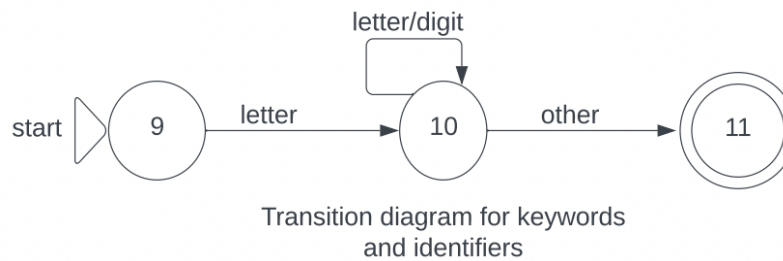 letter/digit
start
9
letter
10
other
11
Transition diagram for keywords
and identifiers